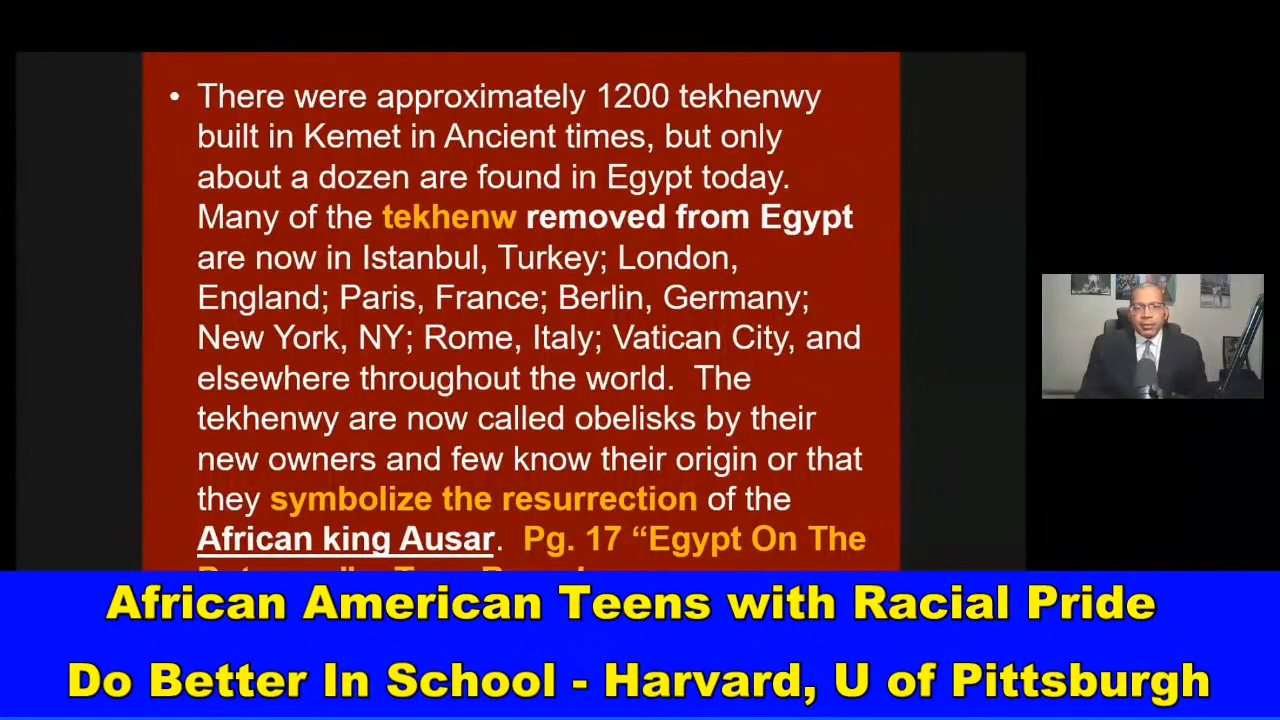 • There were approximately 1200 tekhenwy
built in Kemet in Ancient times, but only
about a dozen are found in Egypt today.
Many of the tekhenw removed from Egypt
are now in Istanbul, Turkey; London,
England; Paris, France; Berlin, Germany;
New York, NY; Rome, Italy; Vatican City, and
elsewhere throughout the world. The
tekhenwy are now called obelisks by their
new owners and few know their origin or that
they symbolize the resurrection of the
African king Ausar. Pg. 17 “Egypt On The
African American Teens with Racial Pride
Do Better In School - Harvard, U of Pittsburgh